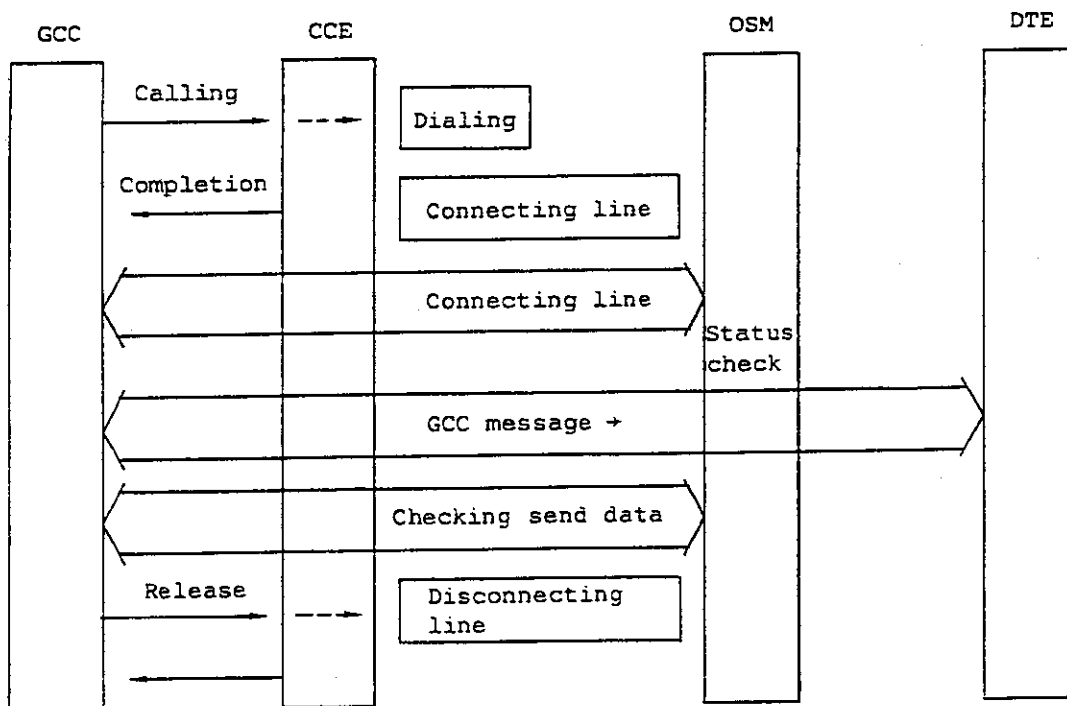 GCC CCE OSM DTE
Calling
Dialing
Completion
Connecting line
Connecting line
Status
check
GCC message →
Checking send data
Release
Disconnecting
line